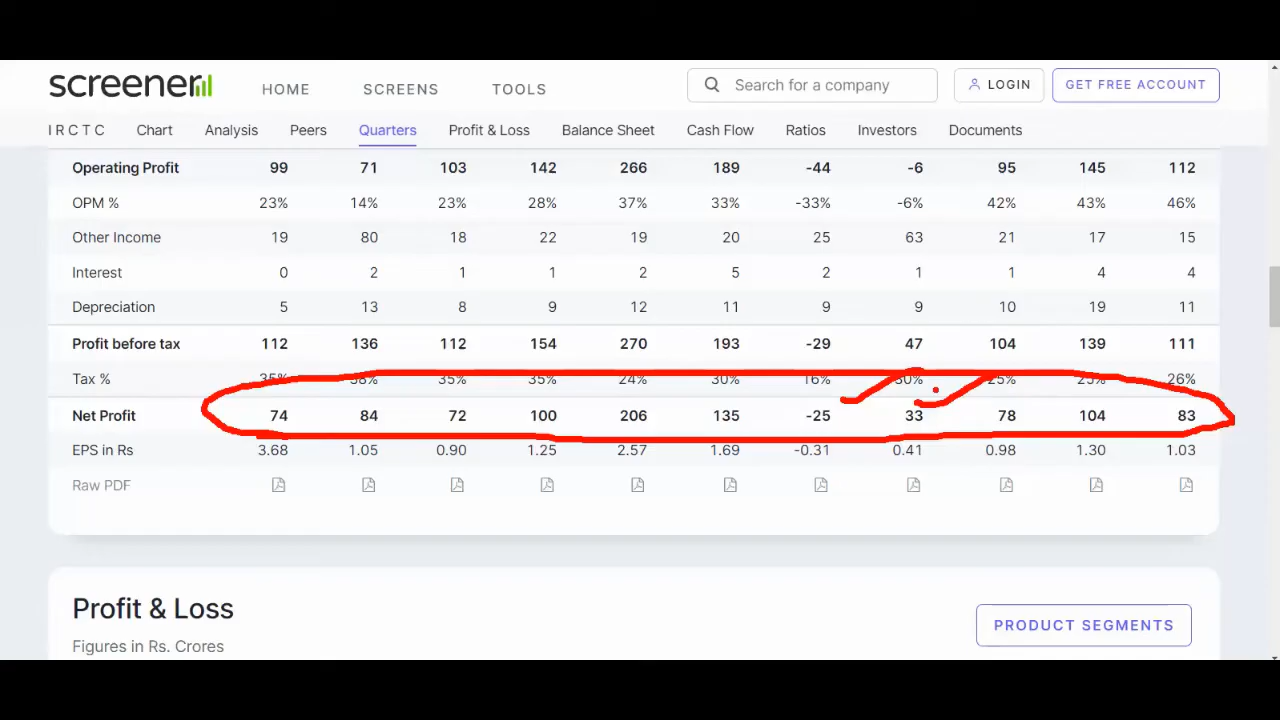 screener HOME SCREENS TOOLS Search for a company LOGIN GET FREE ACCOUNT
I R C T C Chart Analysis Peers Quarters Profit & Loss Balance Sheet Cash Flow Ratios Investors Documents
Operating Profit 99 71 103 142 266 189 -44 -6 95 145 112
OPM % 23% 14% 23% 28% 37% 33% -33% -6% 42% 43% 46%
Other Income 19 80 18 22 19 20 25 63 21 17 15
Interest 0 2 1 1 2 5 2 1 1 4 4
Depreciation 5 13 8 9 12 11 9 9 10 19 11
Profit before tax 112 136 112 154 270 193 -29 47 104 139 111
Tax % 35% 38% 35% 35% 24% 30% 16% 30% 25% 25% 26%
Net Profit 74 84 72 100 206 135 -25 33 78 104 83
EPS in Rs 3.68 1.05 0.90 1.25 2.57 1.69 -0.31 0.41 0.98 1.30 1.03
Raw PDF
Profit & Loss
PRODUCT SEGMENTS
Figures in Rs. Crores